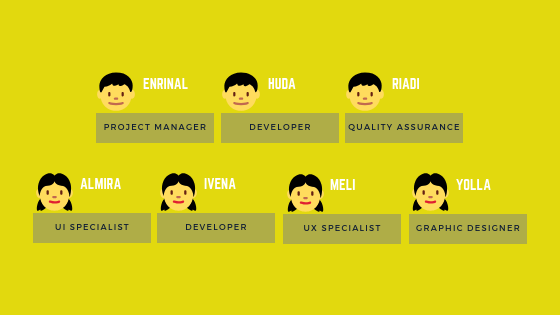 ENRINAL
PROJECT MANAGER
HUDA
DEVELOPER
RIADI
QUALITY ASSURANCE
ALMIRA
UI SPECIALIST
IVENA
DEVELOPER
MELI
UX SPECIALIST
YOLLA
GRAPHIC DESIGNER